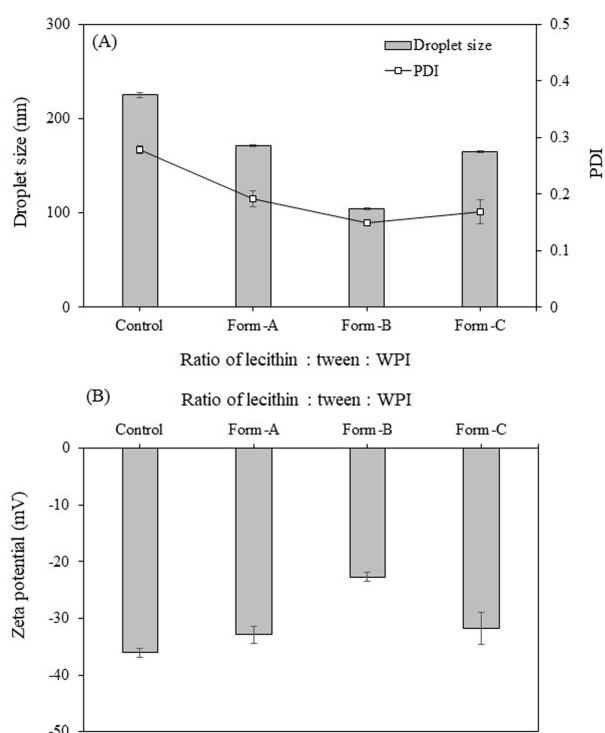 (A)
Droplet size
PDI
300
200
100
0
Droplet size (nm)
0.5
0.4
0.3
0.2
0.1
0
PDI
Control Form-A Form-B Form-C
Ratio of lecithin : tween : WPI
(B)
Ratio of lecithin : tween : WPI
Control Form-A Form-B Form-C
0
-10
-20
-30
-40
-50
Zeta potential (mV)